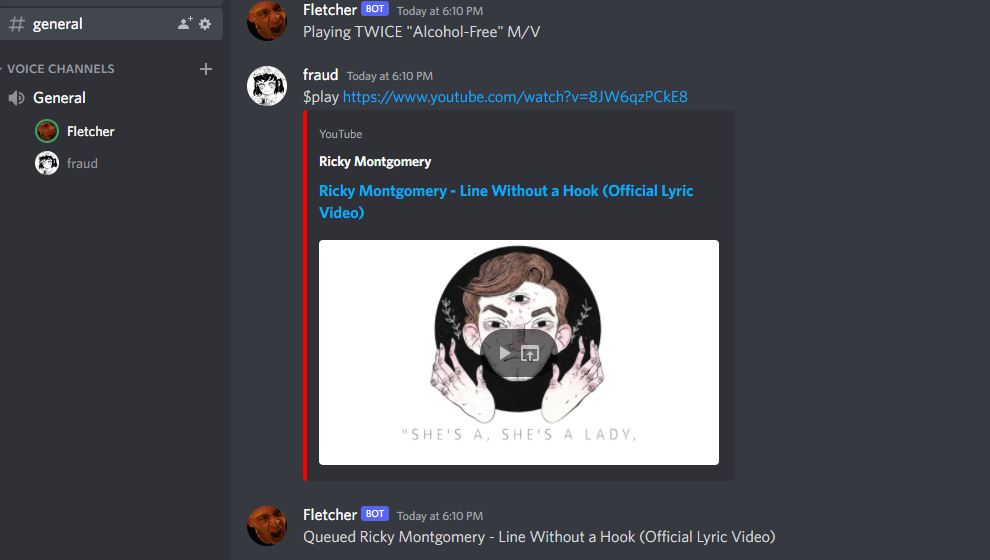 # general
VOICE CHANNELS
General
Fletcher
fraud
Fletcher BOT Today at 6:10 PM
Playing TWICE "Alcohol-Free" M/V
fraud Today at 6:10 PM
$play https://www.youtube.com/watch?v=8JW6qzPCkE8
YouTube
Ricky Montgomery
Ricky Montgomery - Line Without a Hook (Official Lyric
Video)
"SHE'S A, SHE'S A LADY,
Fletcher BOT Today at 6:10 PM
Queued Ricky Montgomery - Line Without a Hook (Official Lyric Video)